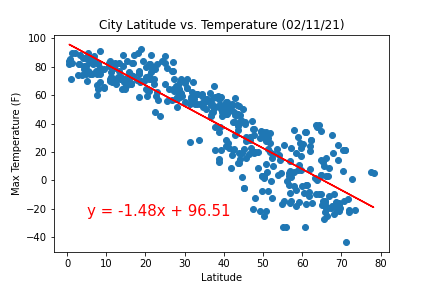 City Latitude vs. Temperature (02/11/21)
Max Temperature (F)
100
80
60
40
20
0
−20
−40
y = -1.48x + 96.51
0 10 20 30 40 50 60 70 80
Latitude